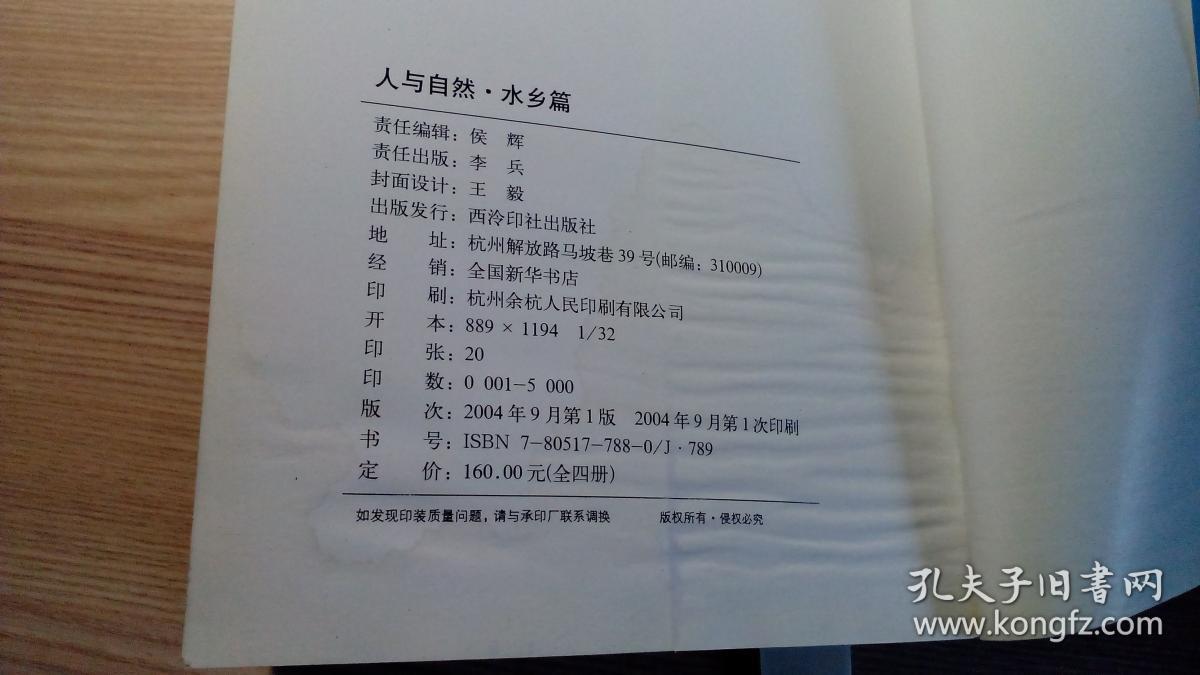 人与自然·水乡篇
责任编辑：侯　辉
责任出版：李　兵
封面设计：王　毅
出版发行：西泠印社出版社
地　　址：杭州解放路马坡巷39号(邮编：310009)
经　　销：全国新华书店
印　　刷：杭州余杭人民印刷有限公司
开　　本：889×1194　1/32
印　　张：20
印　　数：0 001-5 000
版　　次：2004年9月第1版　2004年9月第1次印刷
书　　号：ISBN 7-80517-788-0/J·789
定　　价：160.00元(全四册)
如发现印装质量问题，请与承印厂联系调换　　版权所有·侵权必究
孔夫子旧书网
www.kongfz.com